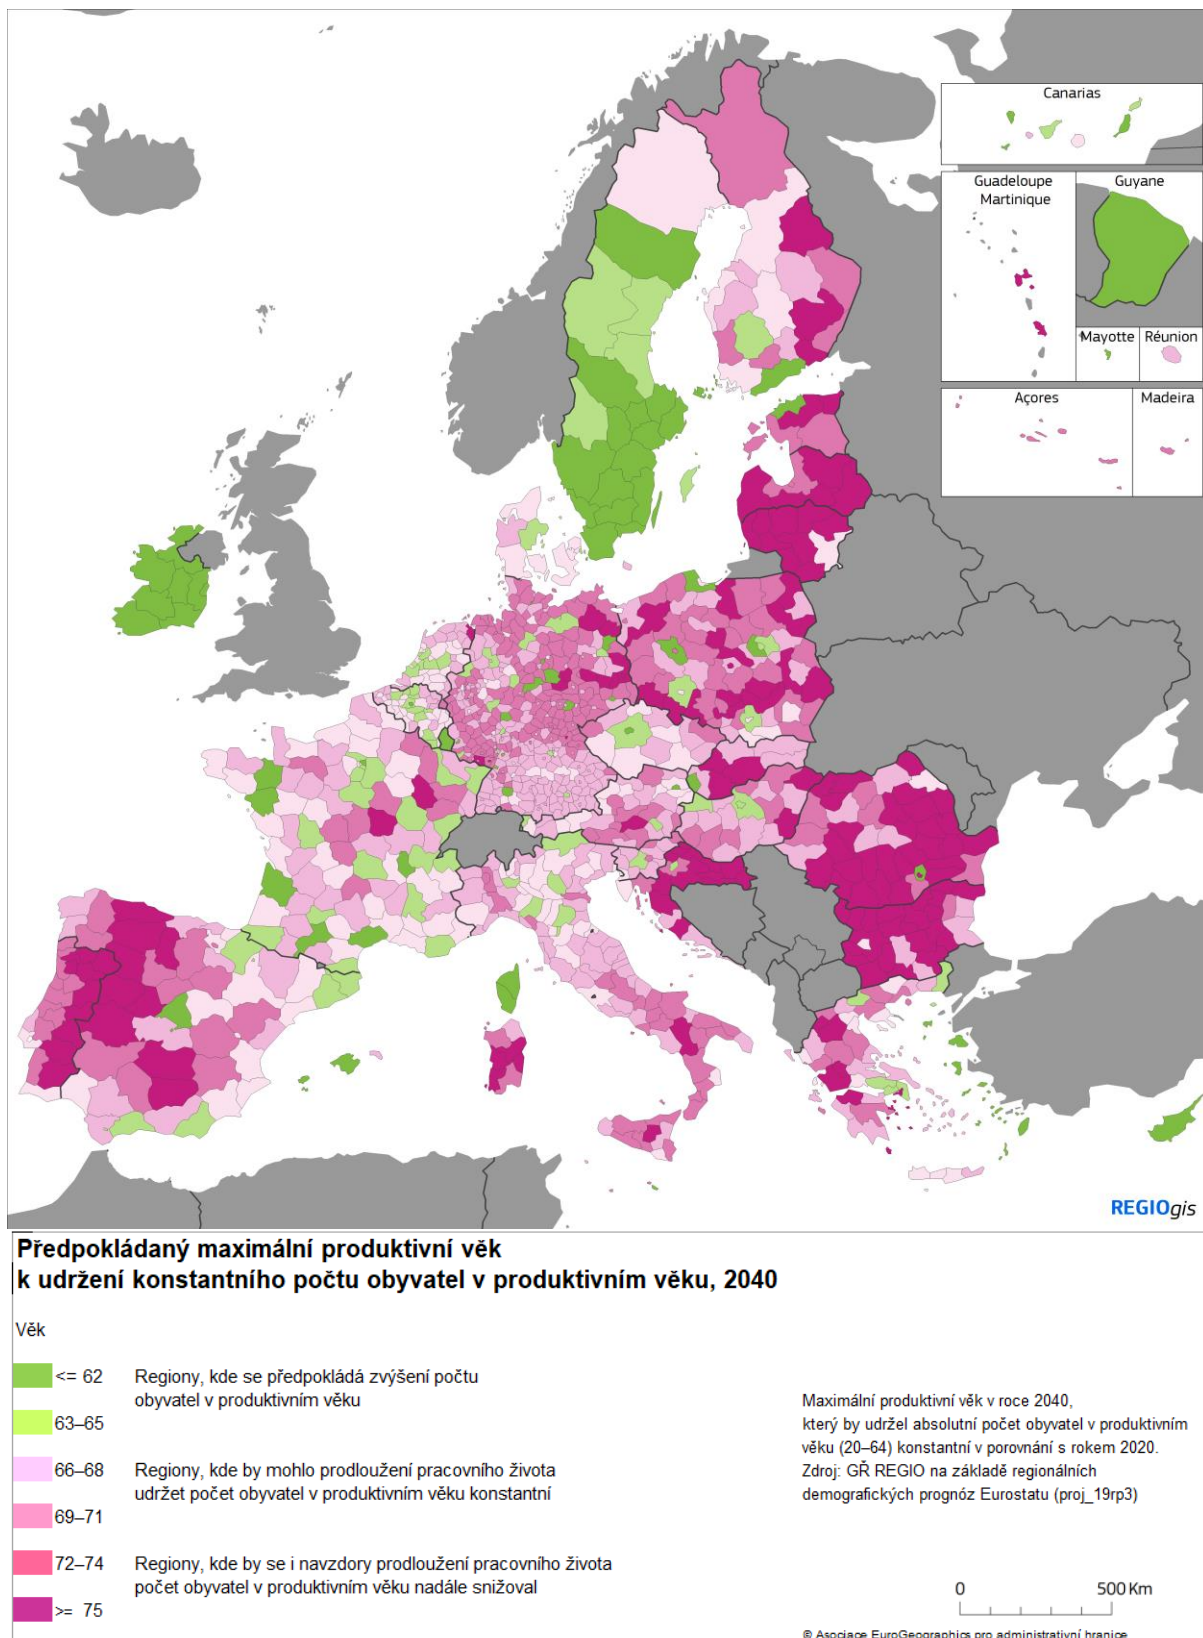 Canarias
Guadeloupe
Martinique
Guyane
Mayotte
Réunion
Açores
Madeira
REGIOgis
Předpokládaný maximální produktivní věk
k udržení konstantního počtu obyvatel v produktivním věku, 2040
Věk
<= 62
Regiony, kde se předpokládá zvýšení počtu
obyvatel v produktivním věku
63–65
66–68
Regiony, kde by mohlo prodloužení pracovního života
udržet počet obyvatel v produktivním věku konstantní
69–71
72–74
Regiony, kde by se i navzdory prodloužení pracovního života
počet obyvatel v produktivním věku nadále snižoval
>= 75
Maximální produktivní věk v roce 2040,
který by udržel absolutní počet obyvatel v produktivním
věku (20–64) konstantní v porovnání s rokem 2020.
Zdroj: GŘ REGIO na základě regionálních
demografických prognóz Eurostatu (proj_19rp3)
0 500 Km
© Asociace EuroGeographics pro administrativní hranice